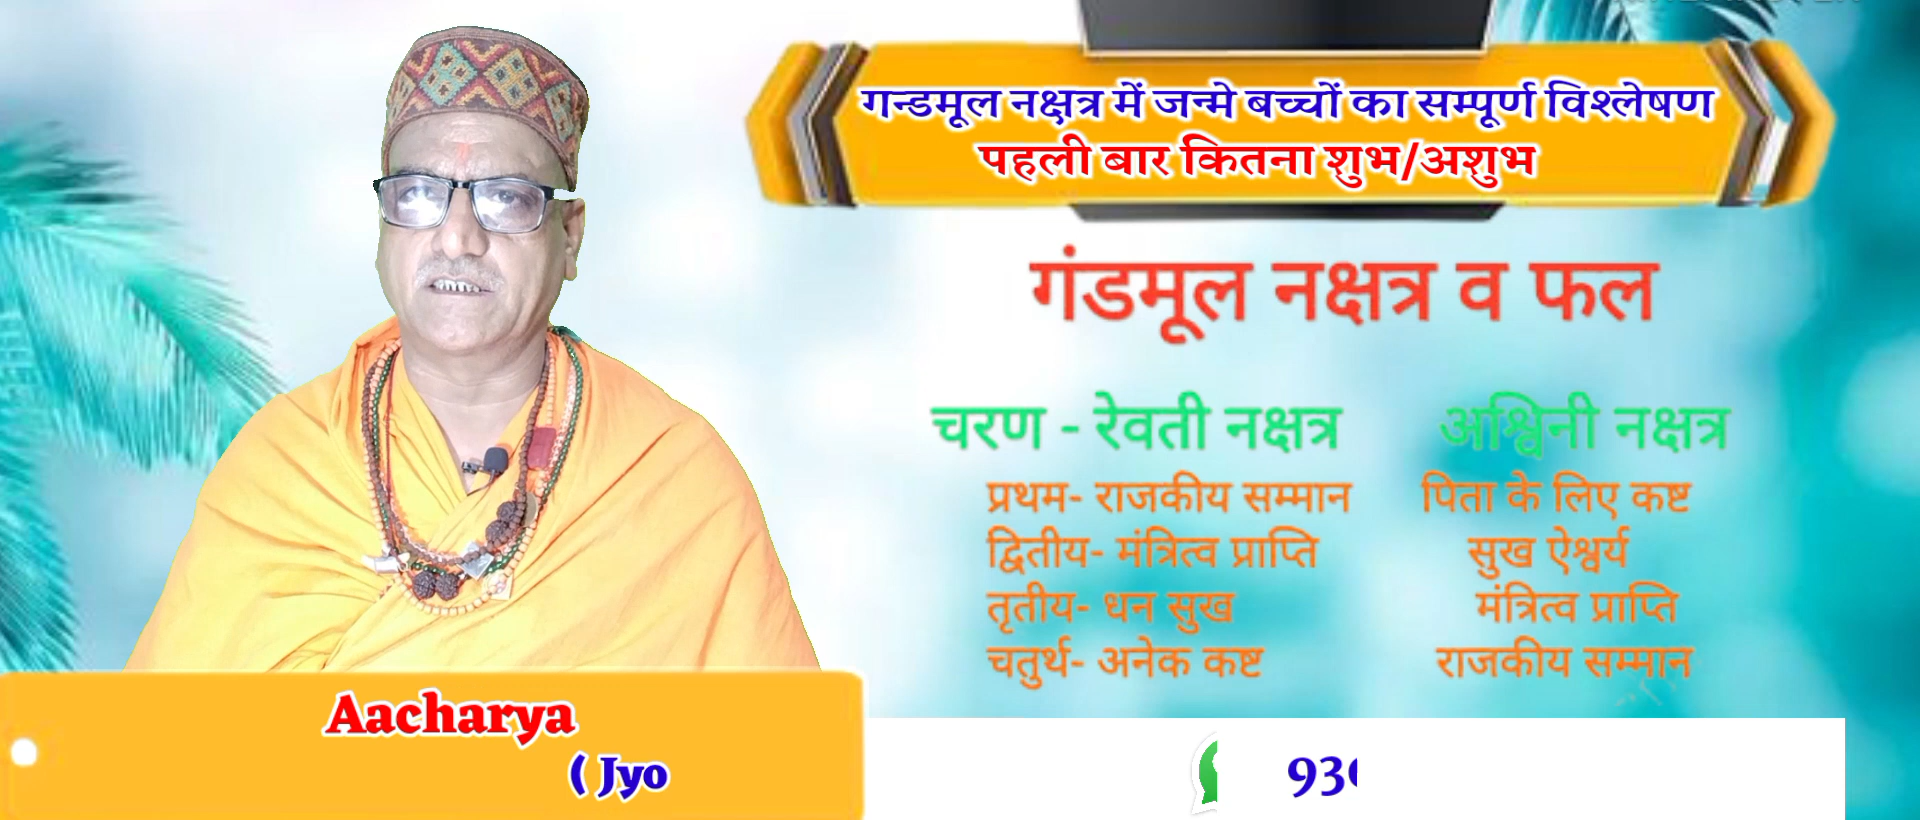 गन्डमूल नक्षत्र में जन्मे बच्चों का सम्पूर्ण विश्लेषण
पहली बार कितना शुभ/अशुभ
गंडमूल नक्षत्र व फल
चरण - रेवती नक्षत्र अश्विनी नक्षत्र
प्रथम- राजकीय सम्मान पिता के लिए कष्ट
द्वितीय- मंत्रित्व प्राप्ति सुख ऐश्वर्य
तृतीय- धन सुख मंत्रित्व प्राप्ति
चतुर्थ- अनेक कष्ट राजकीय सम्मान
Aacharya
( Jyo
93